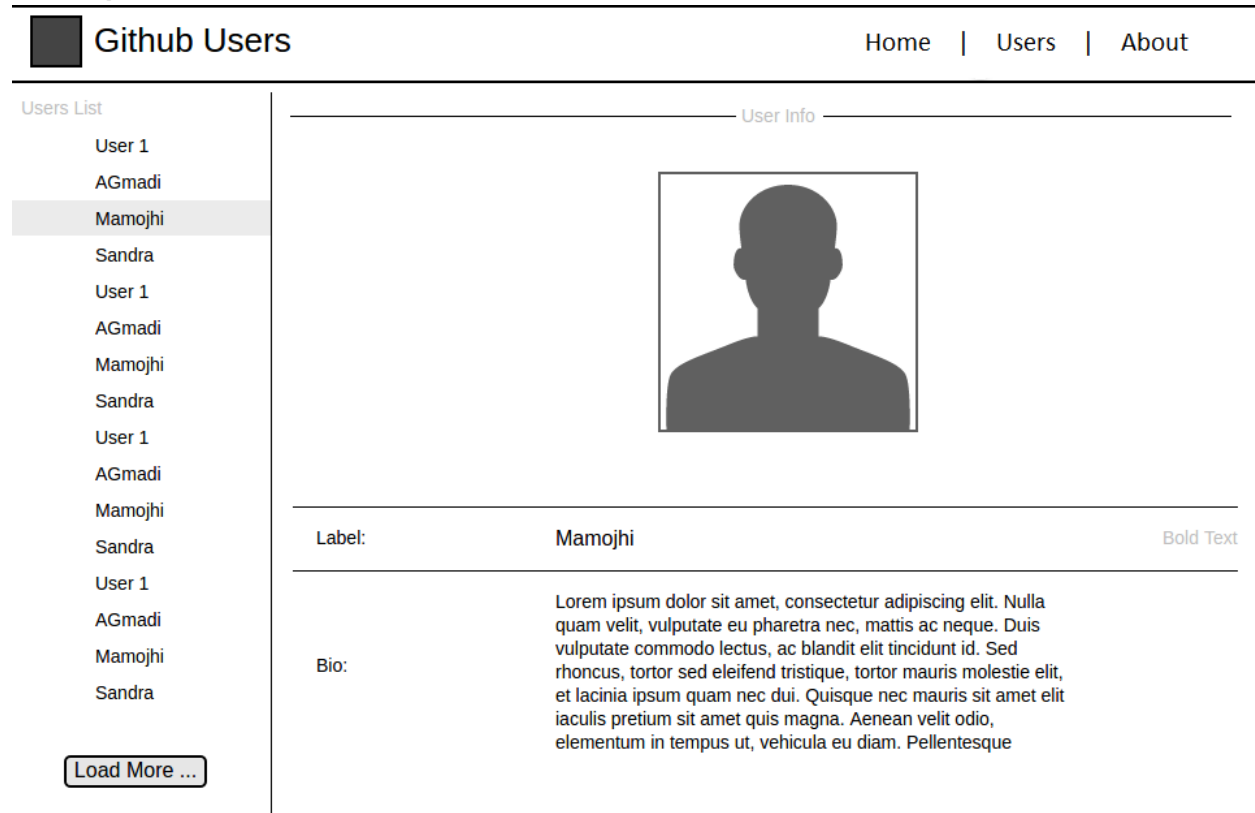 Github Users
Home | Users | About
Users List
User 1
AGmadi
Mamojhi
Sandra
User 1
AGmadi
Mamojhi
Sandra
User 1
AGmadi
Mamojhi
Sandra
User 1
AGmadi
Mamojhi
Sandra
Load More ...
User Info
Label:
Mamojhi
Bold Text
Bio:
Lorem ipsum dolor sit amet, consectetur adipiscing elit. Nulla
quam velit, vulputate eu pharetra nec, mattis ac neque. Duis
vulputate commodo lectus, ac blandit elit tincidunt id. Sed
rhoncus, tortor sed eleifend tristique, tortor mauris molestie elit,
et lacinia ipsum quam nec dui. Quisque nec mauris sit amet elit
iaculis pretium sit amet quis magna. Aenean velit odio,
elementum in tempus ut, vehicula eu diam. Pellentesque